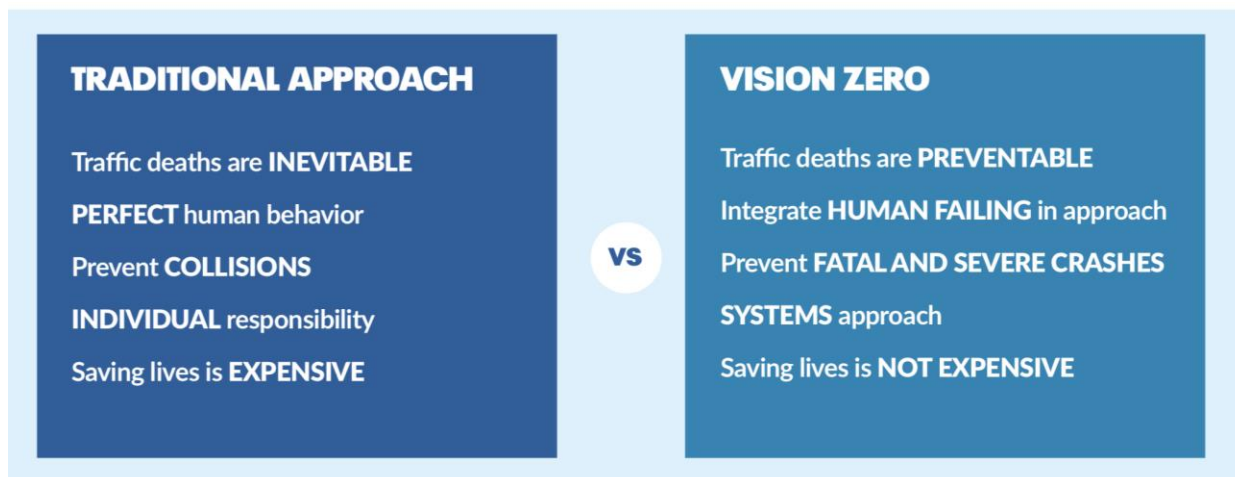 TRADITIONAL APPROACH
Traffic deaths are INEVITABLE
PERFECT human behavior
Prevent COLLISIONS
INDIVIDUAL responsibility
Saving lives is EXPENSIVE
VS
VISION ZERO
Traffic deaths are PREVENTABLE
Integrate HUMAN FAILING in approach
Prevent FATAL AND SEVERE CRASHES
SYSTEMS approach
Saving lives is NOT EXPENSIVE